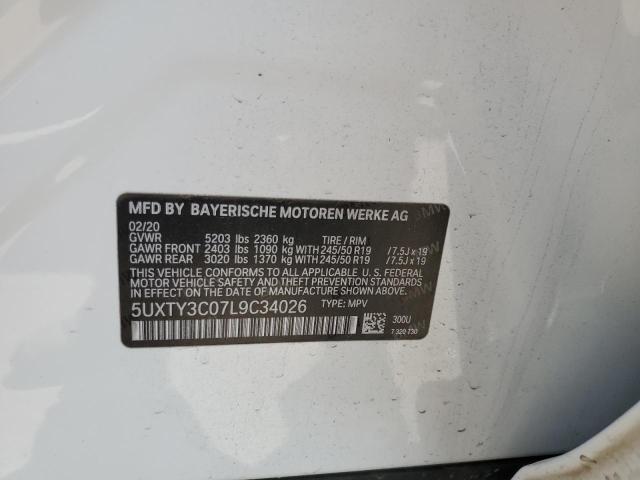 MFD BY BAYERISCHE MOTOREN WERKE AG
02/20
GVWR 5203 lbs 2360 kg TIRE / RIM
GAWR FRONT 2403 lbs 1090 kg WITH 245/50 R19 / 7.5J x 19
GAWR REAR 3020 lbs 1370 kg WITH 245/50 R19 / 7.5J x 19
THIS VEHICLE CONFORMS TO ALL APPLICABLE U. S. FEDERAL
MOTOR VEHICLE SAFETY AND THEFT PREVENTION STANDARDS
IN EFFECT ON THE DATE OF MANUFACTURE SHOWN ABOVE.
5UXTY3C07L9C34026 TYPE: MPV
300U
7 320 730